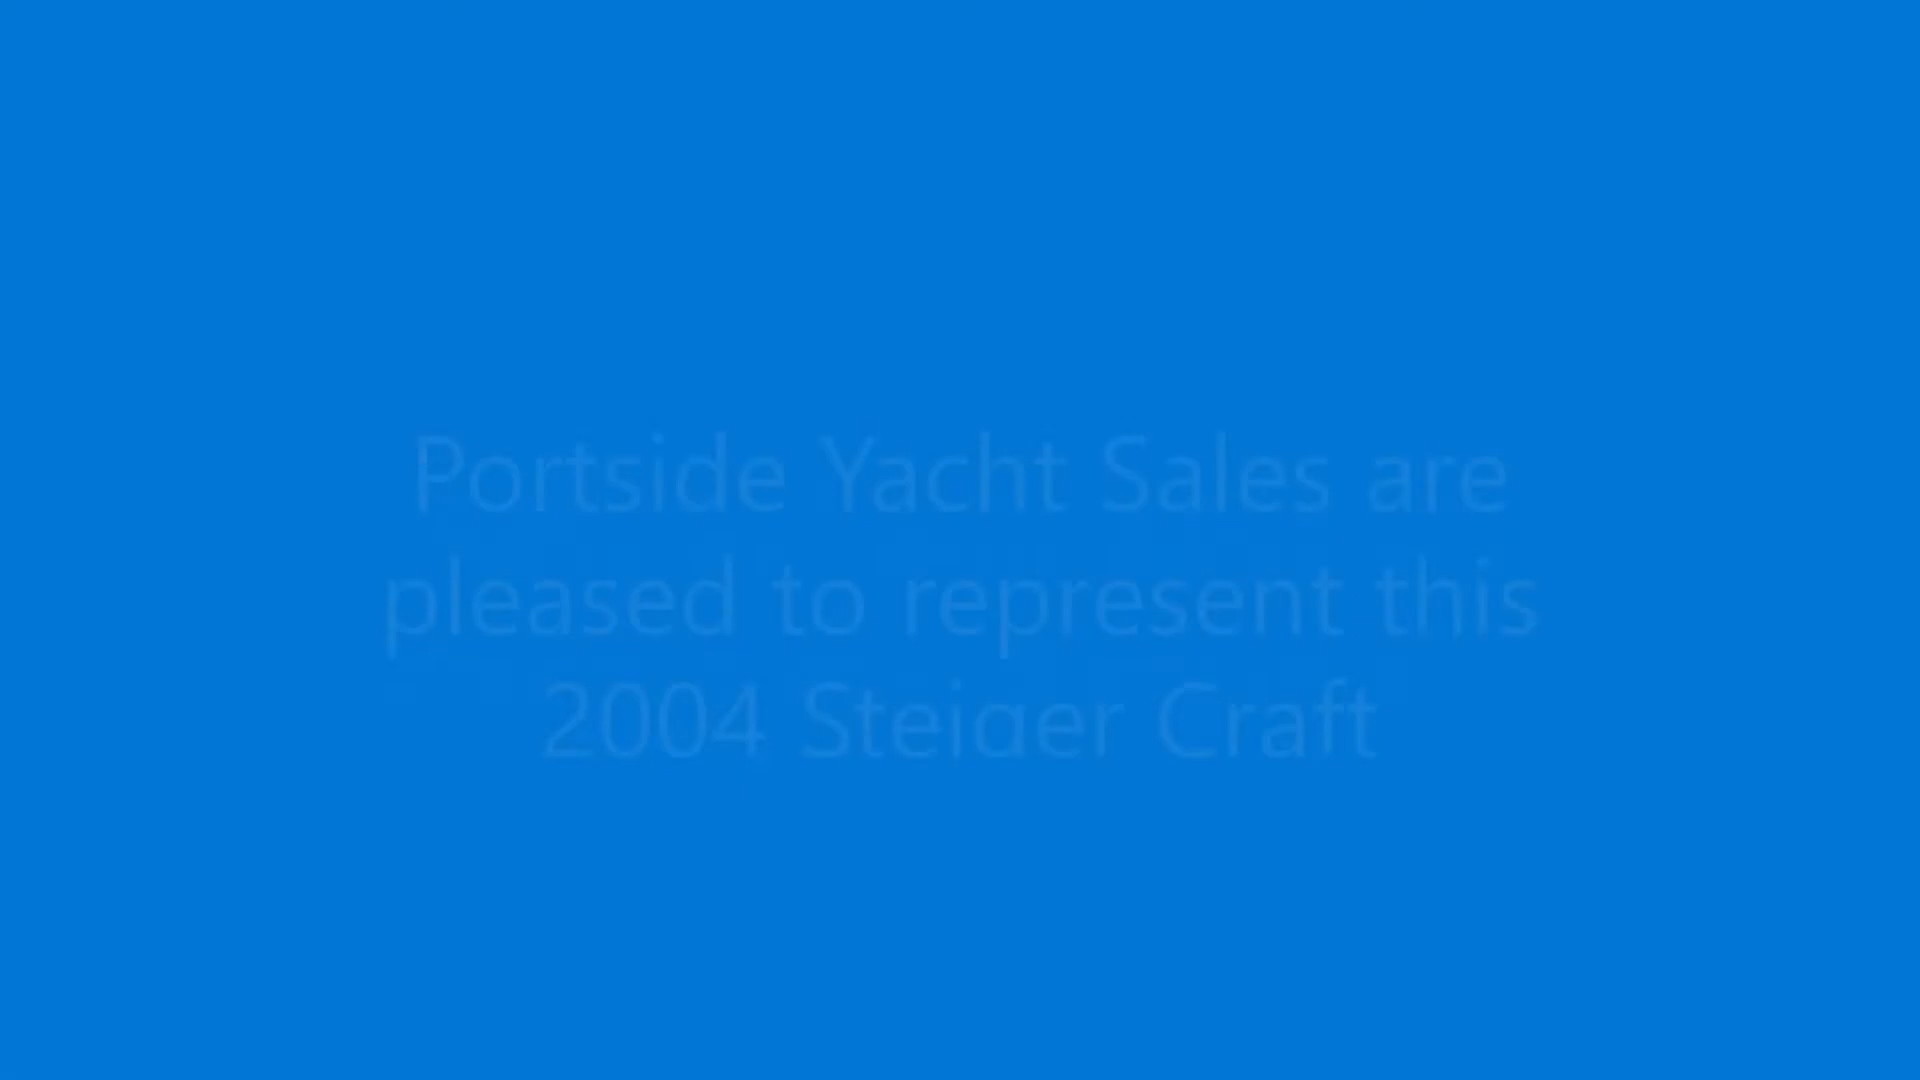 Portside Yacht Sales are
pleased to represent this
2004 Steiger Craft